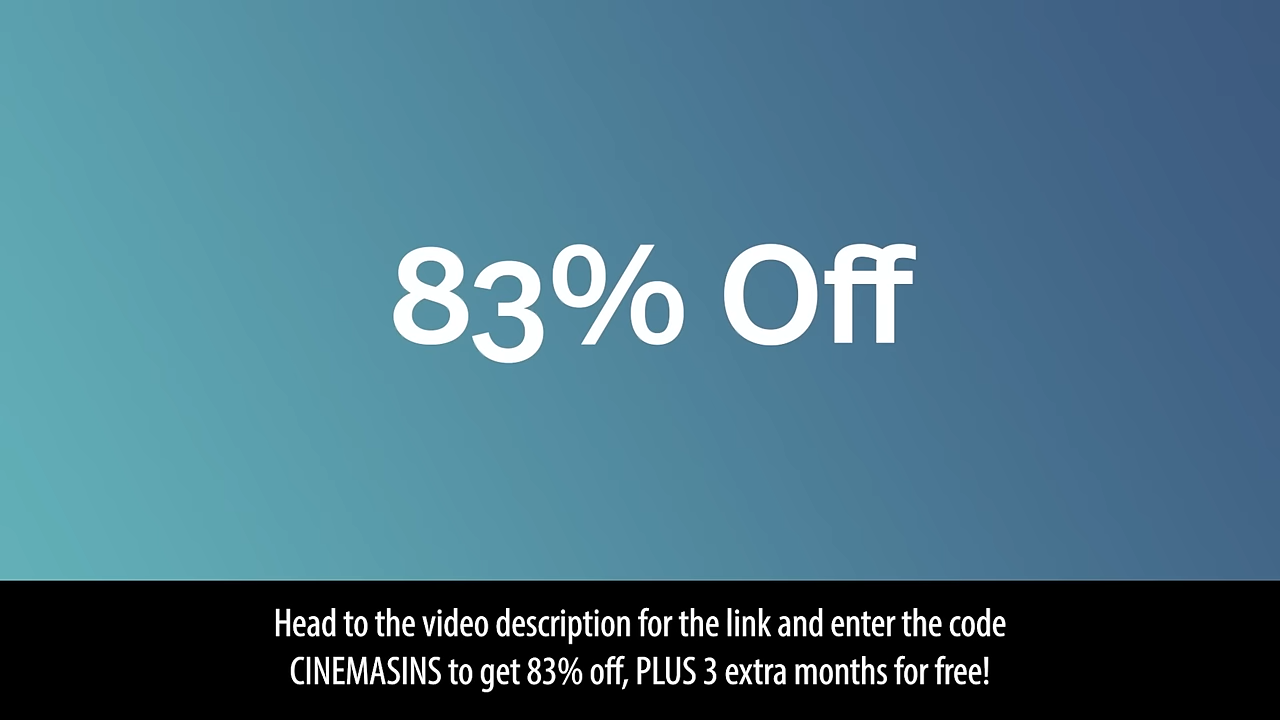 83% Off
Head to the video description for the link and enter the code
CINEMASINS to get 83% off, PLUS 3 extra months for free!